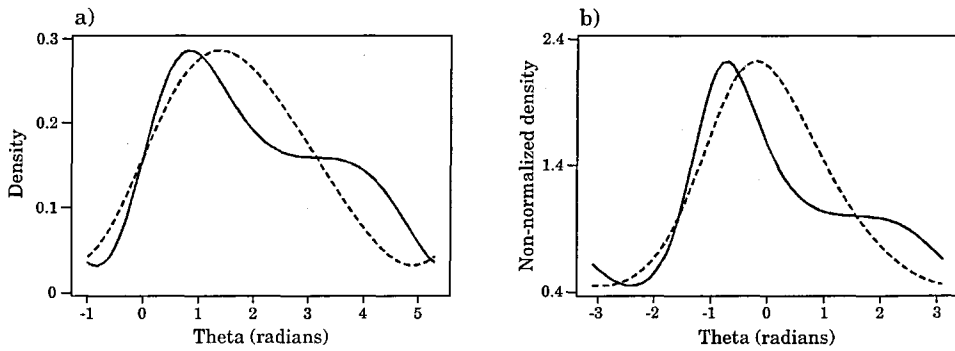 a)
0.3
0.2
0.1
0
Density
-1 0 1 2 3 4 5
Theta (radians)
b)
2.4
1.4
0.4
Non-normalized density
-3 -2 -1 0 1 2 3
Theta (radians)